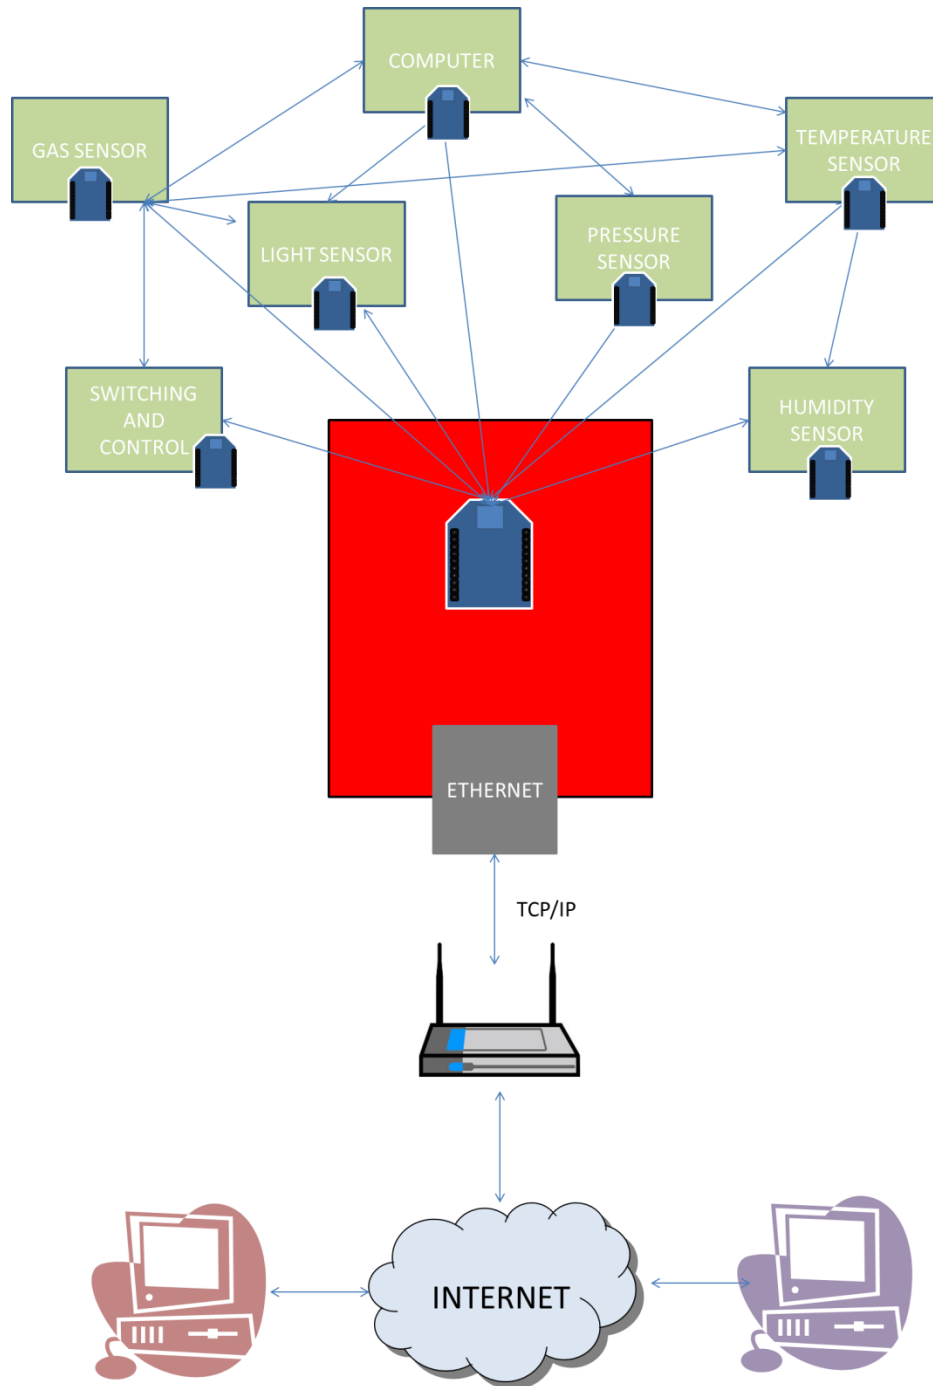 COMPUTER
GAS SENSOR
TEMPERATURE
SENSOR
LIGHT SENSOR
PRESSURE
SENSOR
SWITCHING
AND
CONTROL
HUMIDITY
SENSOR
ETHERNET
TCP/IP
INTERNET